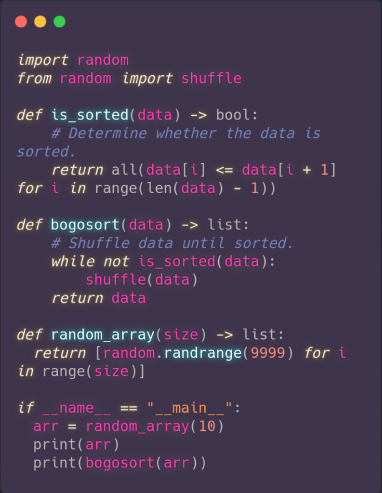 import random
from random import shuffle

def is_sorted(data) -> bool:
    # Determine whether the data is
sorted.
    return all(data[i] <= data[i + 1]
for i in range(len(data) - 1))

def bogosort(data) -> list:
    # Shuffle data until sorted.
    while not is_sorted(data):
        shuffle(data)
    return data

def random_array(size) -> list:
  return [random.randrange(9999) for i
in range(size)]

if __name__ == "__main__":
  arr = random_array(10)
  print(arr)
  print(bogosort(arr))